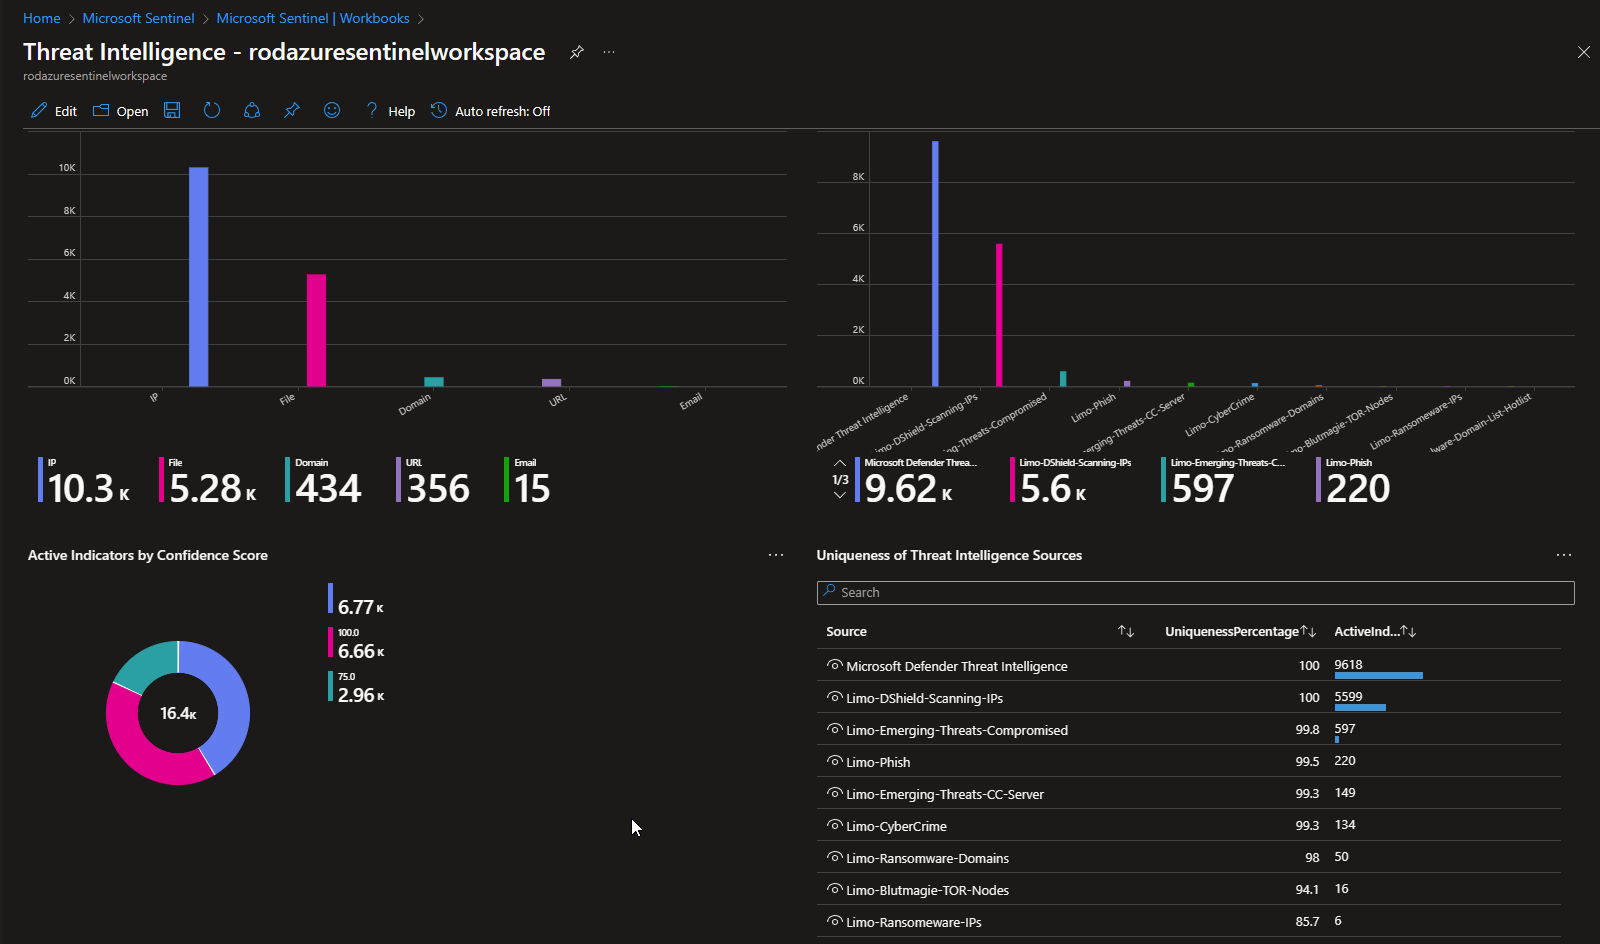 Home > Microsoft Sentinel > Microsoft Sentinel | Workbooks >
Threat Intelligence - rodazuresentinelworkspace
rodazuresentinelworkspace
Edit Open Help Auto refresh: Off
10K
8K
6K
4K
2K
0K
IP
File
Domain
URL
Email
IP
10.3 K
File
5.28 K
Domain
434
URL
356
Email
15
8K
6K
4K
2K
0K
nder Threat Intelligence
imo-DShield-Scanning-IPs
ng-Threats-Compromised
Limo-Phish
erging-Threats-CC-Server
Limo-CyberCrime
imo-Ransomware-Domains
mo-Blutmagie-TOR-Nodes
Limo-Ransomeware-IPs
lware-Domain-List-Hotlist
1/3
Microsoft Defender Threa...
9.62 K
Limo-DShield-Scanning-IPs
5.6 K
Limo-Emerging-Threats-C...
597
Limo-Phish
220
Active Indicators by Confidence Score
16.4K
6.77 K
100.0
6.66 K
75.0
2.96 K
Uniqueness of Threat Intelligence Sources
Search
Source UniquenessPercentage ActiveInd...
Microsoft Defender Threat Intelligence 100 9618
Limo-DShield-Scanning-IPs 100 5599
Limo-Emerging-Threats-Compromised 99.8 597
Limo-Phish 99.5 220
Limo-Emerging-Threats-CC-Server 99.3 149
Limo-CyberCrime 99.3 134
Limo-Ransomware-Domains 98 50
Limo-Blutmagie-TOR-Nodes 94.1 16
Limo-Ransomeware-IPs 85.7 6